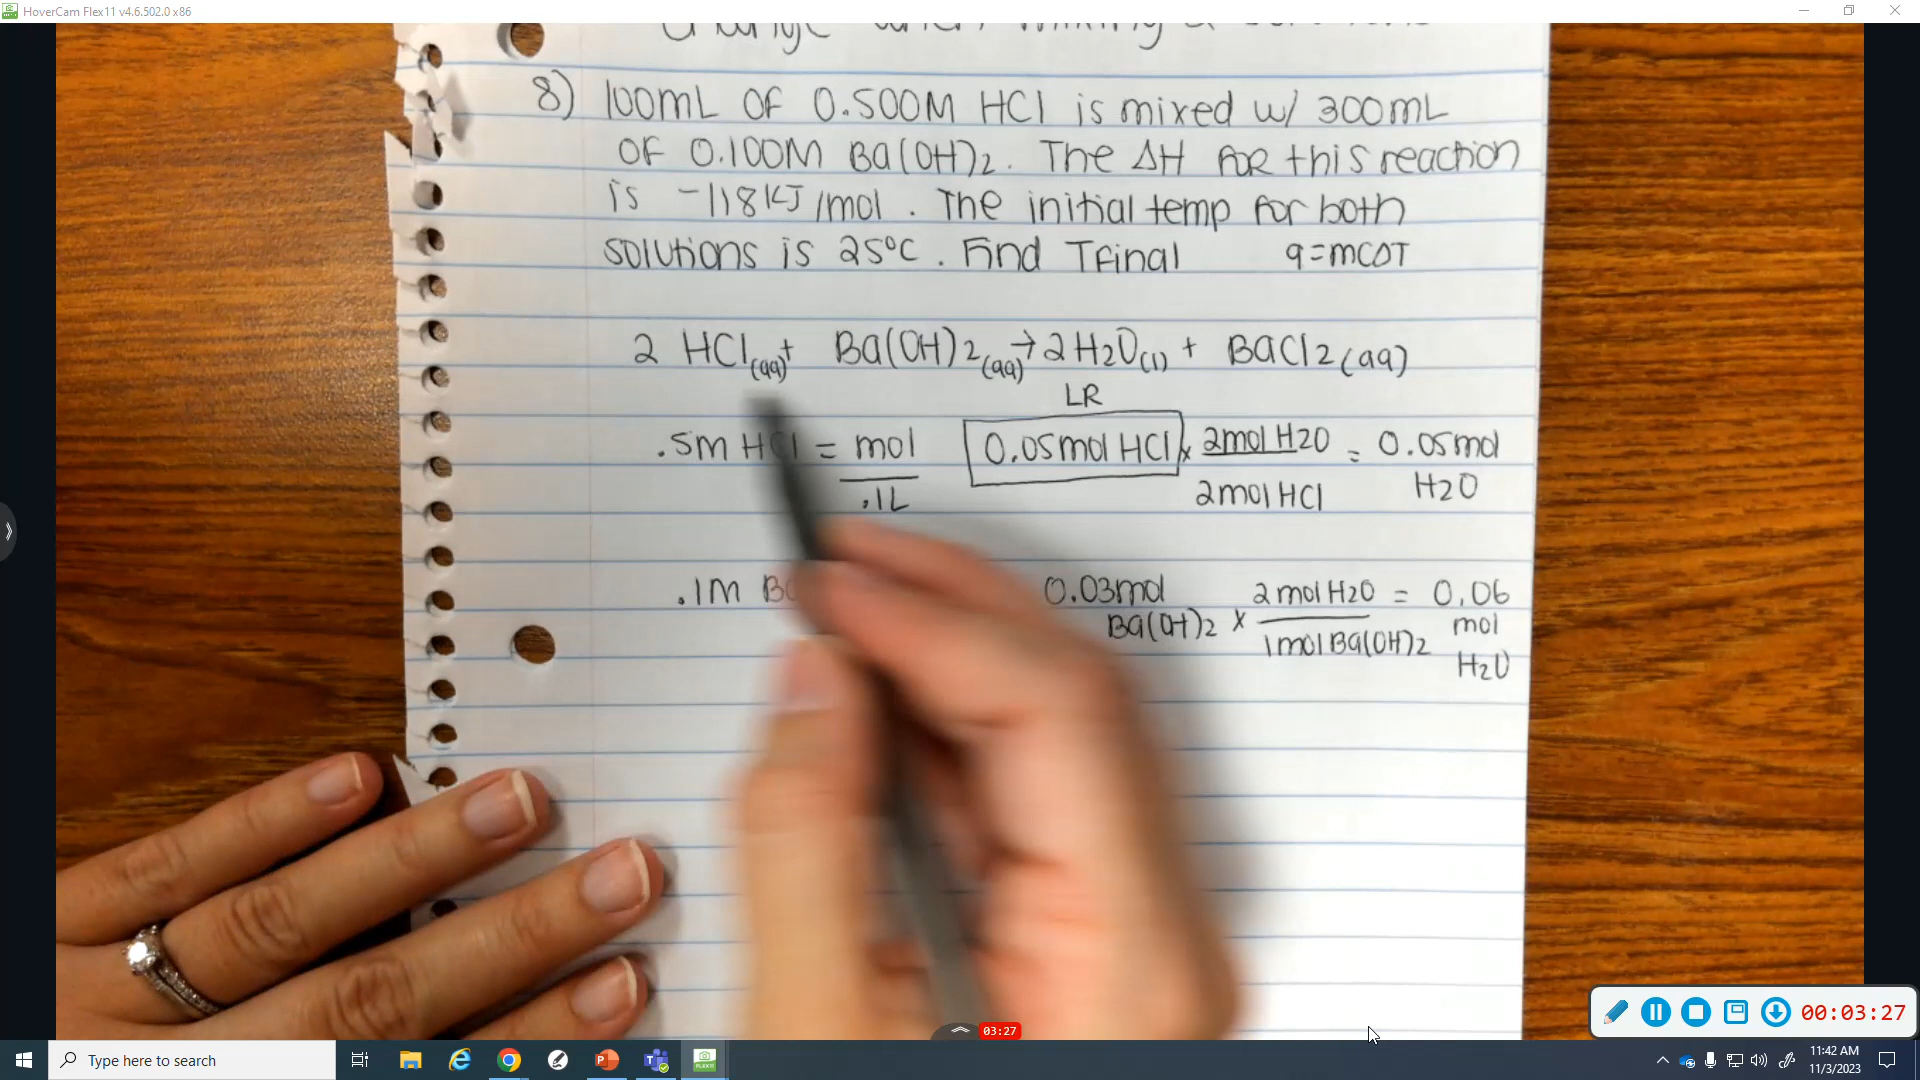 HoverCam Flex11 v4.6.502.0 x86
8) 100mL OF 0.500M HCl is mixed w/ 300mL
OF 0.100M Ba(OH)2. The ΔH FOR this reaction
is -118KJ/mol. The initial temp for both
solutions is 25°C. Find Tfinal q=mCΔT
2 HCl(aq)+ Ba(OH)2(aq)→2H2O(l) + BaCl2(aq)
LR
.5m HCl = mol 0.05mol HCl x 2mol H2O = 0.05mol
.1L 2mol HCl H2O
.1M 0.03mol 2mol H2O = 0.06
Ba(OH)2 x 1molBa(OH)2 mol
H2O
00:03:27
03:27
Type here to search
11:42 AM
11/3/2023